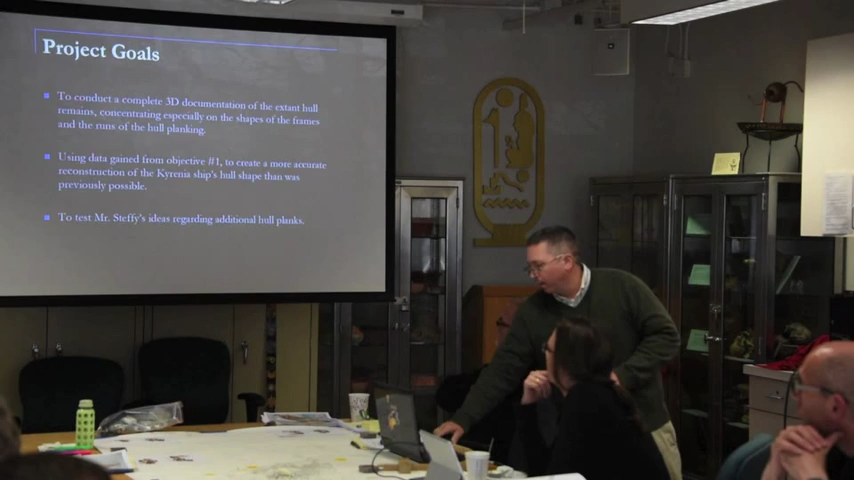 Project Goals
To conduct a complete 3D documentation of the extant hull
remains, concentrating especially on the shapes of the frames
and the runs of the hull planking.
Using data gained from objective #1, to create a more accurate
reconstruction of the Kyrenia ship's hull shape than was
previously possible.
To test Mr. Steffy's ideas regarding additional hull planks.